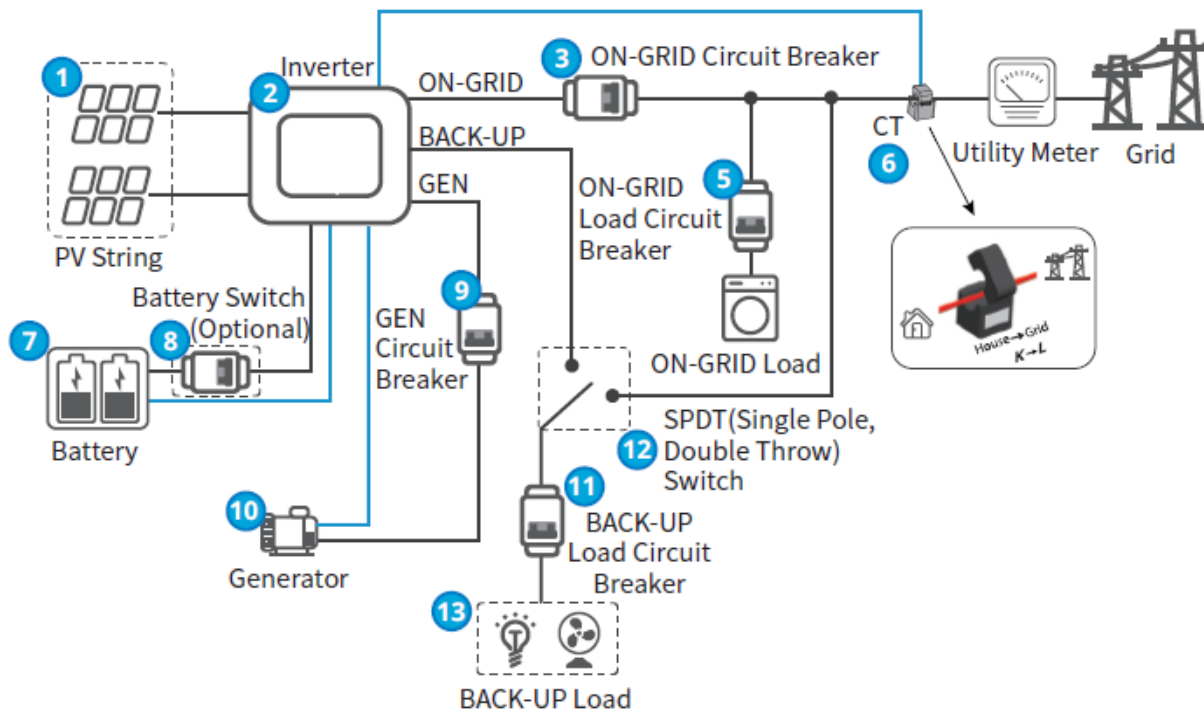 1
Inverter
2
3
ON-GRID Circuit Breaker
ON-GRID
BACK-UP
GEN
PV String
CT
6
Utility Meter
Grid
ON-GRID
Load Circuit
Breaker
5
ON-GRID Load
House→Grid
K→L
Battery Switch
(Optional)
7
8
Battery
GEN
Circuit
Breaker
9
SPDT(Single Pole,
Double Throw)
Switch
12
10
Generator
11
BACK-UP
Load Circuit
Breaker
13
BACK-UP Load